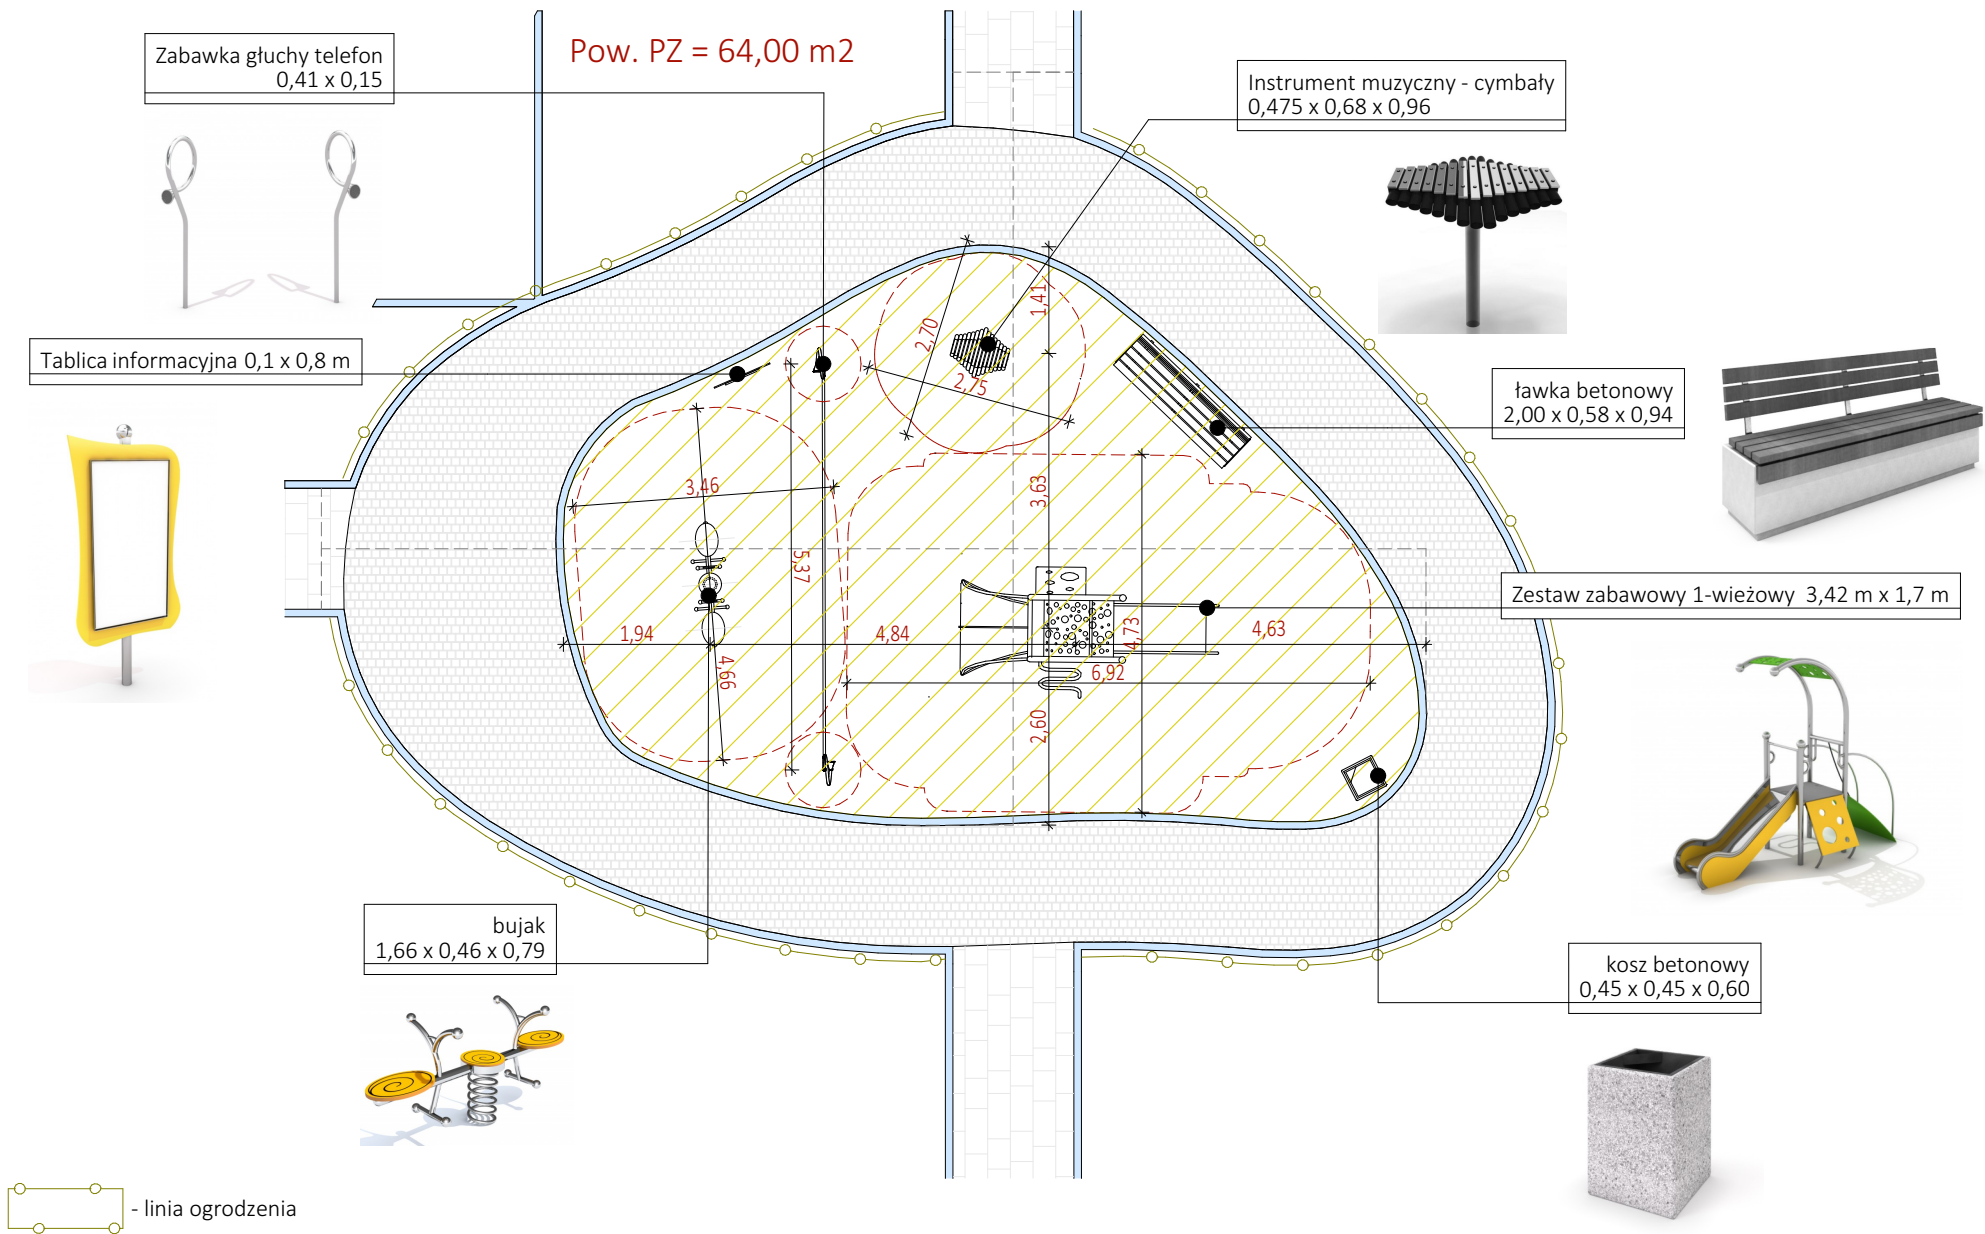 Pow. PZ = 64,00 m2
Zabawka głuchy telefon
0,41 x 0,15
Instrument muzyczny - cymbały
0,475 x 0,68 x 0,96
Tablica informacyjna 0,1 x 0,8 m
ławka betonowy
2,00 x 0,58 x 0,94
Zestaw zabawowy 1-wieżowy 3,42 m x 1,7 m
1,41
2,70
2,75
3,46
3,63
5,37
1,94
4,84
4,73
4,63
4,66
6,92
2,60
bujak
1,66 x 0,46 x 0,79
kosz betonowy
0,45 x 0,45 x 0,60
- linia ogrodzenia